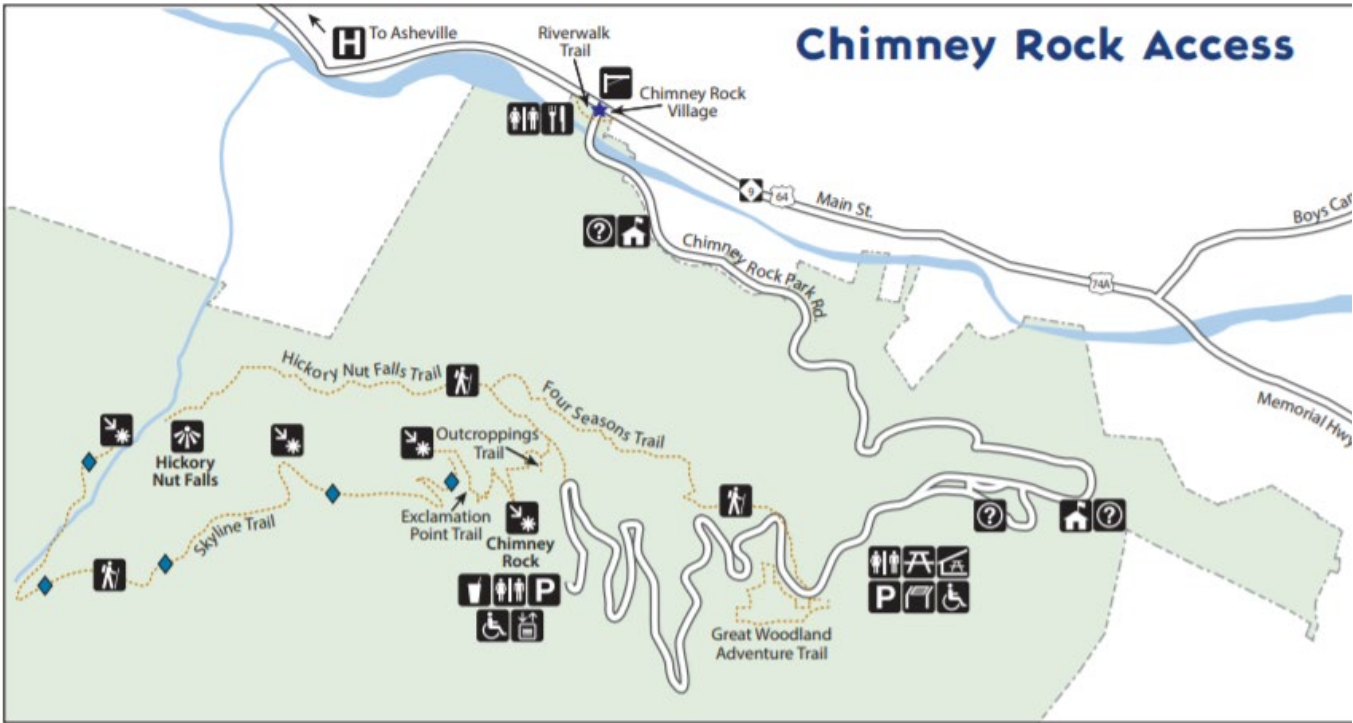 Chimney Rock Access
H
To Asheville
Riverwalk
Trail
Chimney Rock
Village
9
64
Main St.
Boys Cam
?
Chimney Rock Park Rd.
74A
Memorial Hwy
Hickory Nut Falls Trail
Four Seasons Trail
Outcroppings
Trail
Hickory
Nut Falls
Exclamation
Point Trail
Skyline Trail
Chimney
Rock
?
?
P
P
Great Woodland
Adventure Trail